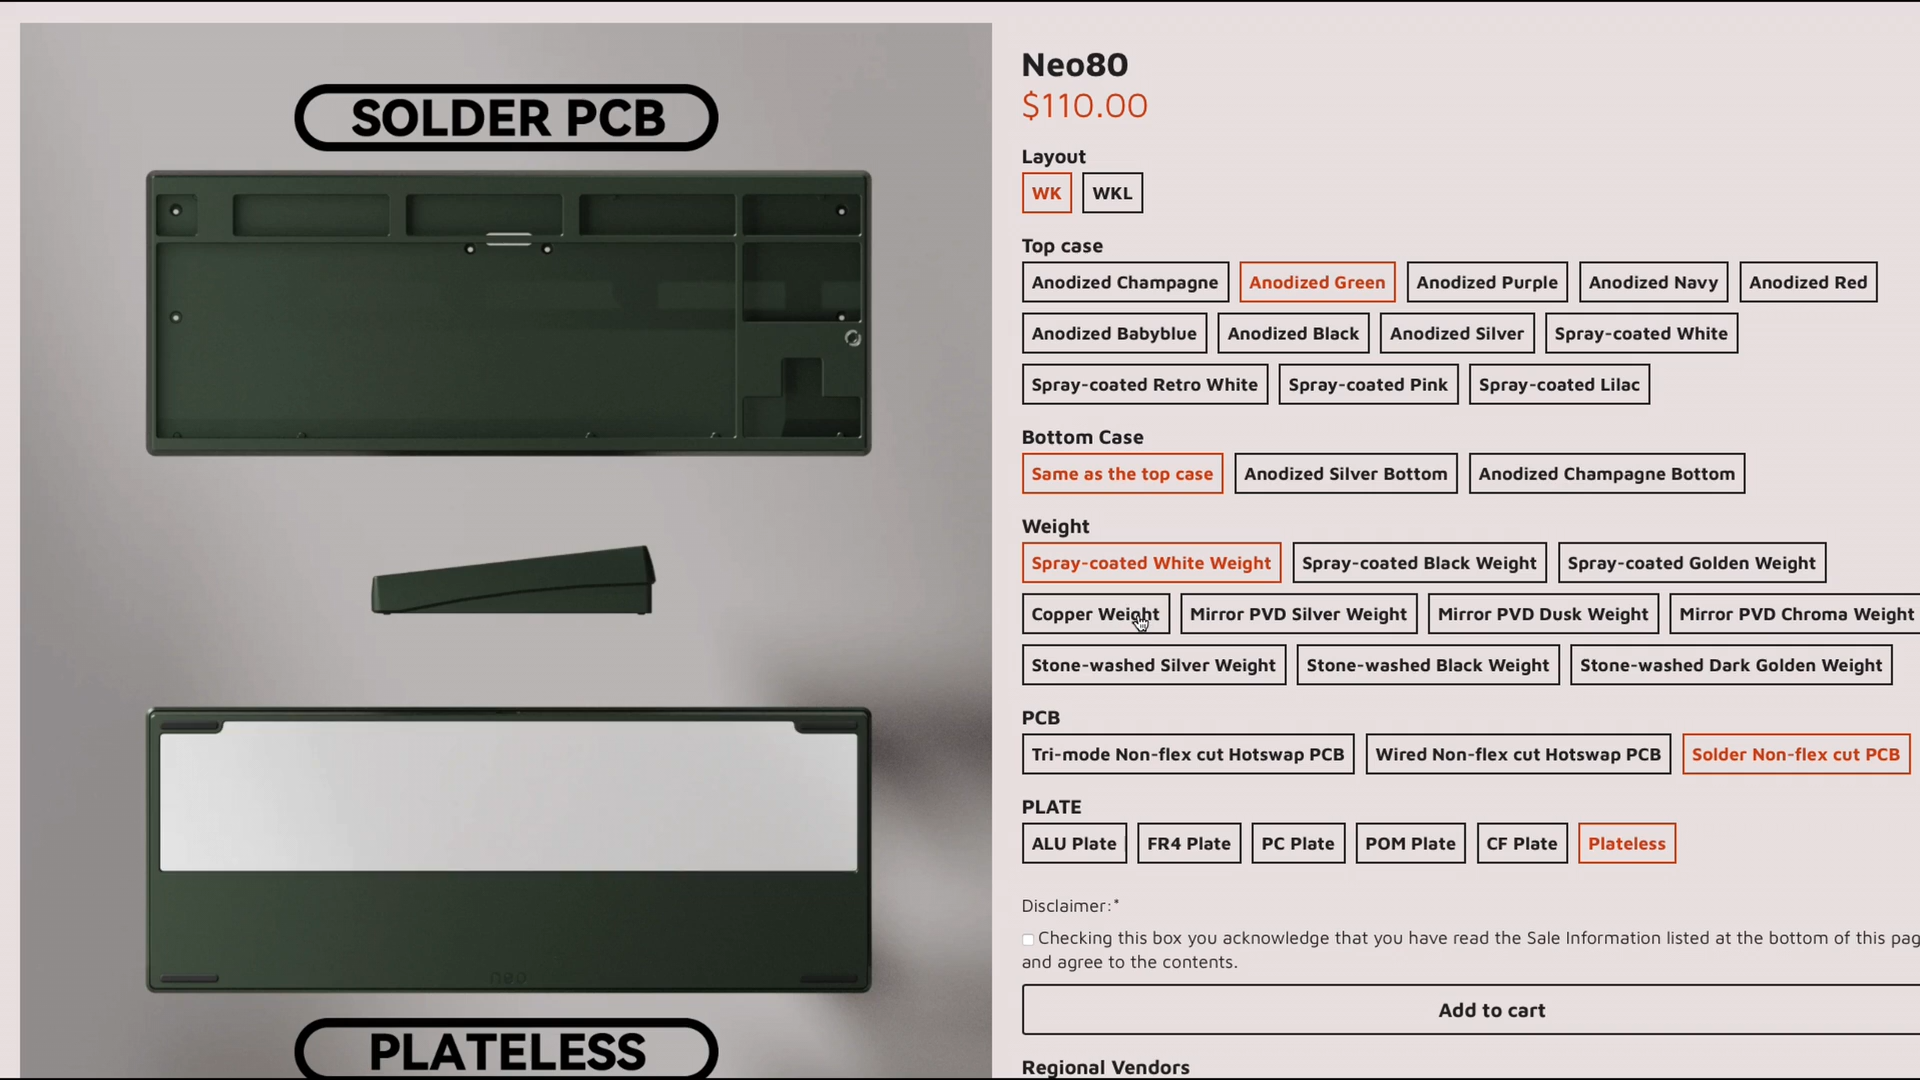 SOLDER PCB
neo
PLATELESS
Neo80
$110.00
Layout
WK WKL
Top case
Anodized Champagne Anodized Green Anodized Purple Anodized Navy Anodized Red
Anodized Babyblue Anodized Black Anodized Silver Spray-coated White
Spray-coated Retro White Spray-coated Pink Spray-coated Lilac
Bottom Case
Same as the top case Anodized Silver Bottom Anodized Champagne Bottom
Weight
Spray-coated White Weight Spray-coated Black Weight Spray-coated Golden Weight
Copper Weight Mirror PVD Silver Weight Mirror PVD Dusk Weight Mirror PVD Chroma Weight
Stone-washed Silver Weight Stone-washed Black Weight Stone-washed Dark Golden Weight
PCB
Tri-mode Non-flex cut Hotswap PCB Wired Non-flex cut Hotswap PCB Solder Non-flex cut PCB
PLATE
ALU Plate FR4 Plate PC Plate POM Plate CF Plate Plateless
Disclaimer:*
Checking this box you acknowledge that you have read the Sale Information listed at the bottom of this pag
and agree to the contents.
Add to cart
Regional Vendors